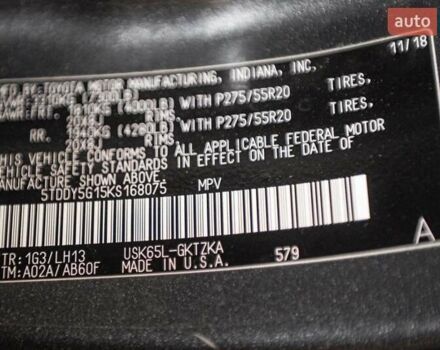 auto
11/18
TOYOTA MOTOR MANUFACTURING, INDIANA, INC.
WITH P275/55R20 TIRES,
RIMS,
RR. WITH P275/55R20 TIRES,
20X8J
THIS VEHICLE CONFORMS TO ALL APPLICABLE FEDERAL MOTOR
VEHICLE SAFETY STANDARDS IN EFFECT ON THE DATE OF
MANUFACTURE SHOWN ABOVE.
5TDDY5G15KS168075 MPV
TR: 1G3/LH13 USK65L-GKTZKA
TM:A02A/AB60F MADE IN U.S.A. 579 A